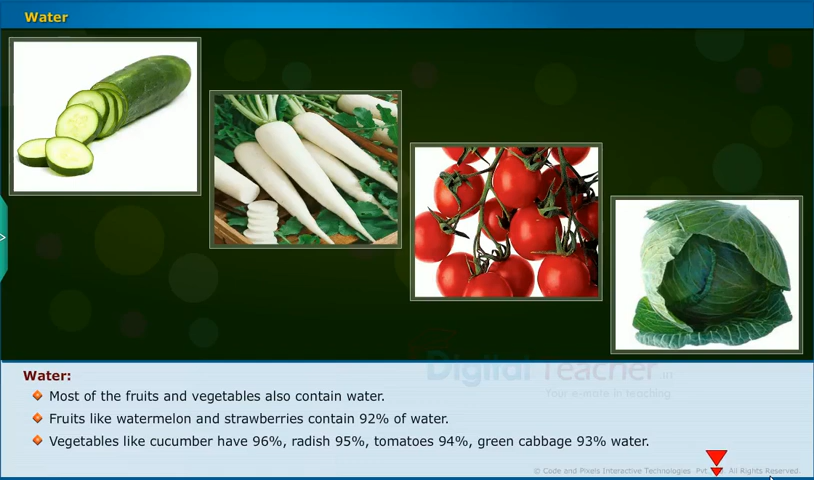 Water
Water:
Most of the fruits and vegetables also contain water.
Fruits like watermelon and strawberries contain 92% of water.
Vegetables like cucumber have 96%, radish 95%, tomatoes 94%, green cabbage 93% water.
Digital Teacher
Your e-mate in teaching
© Code and Pixels Interactive Technologies Pvt. All Rights Reserved.